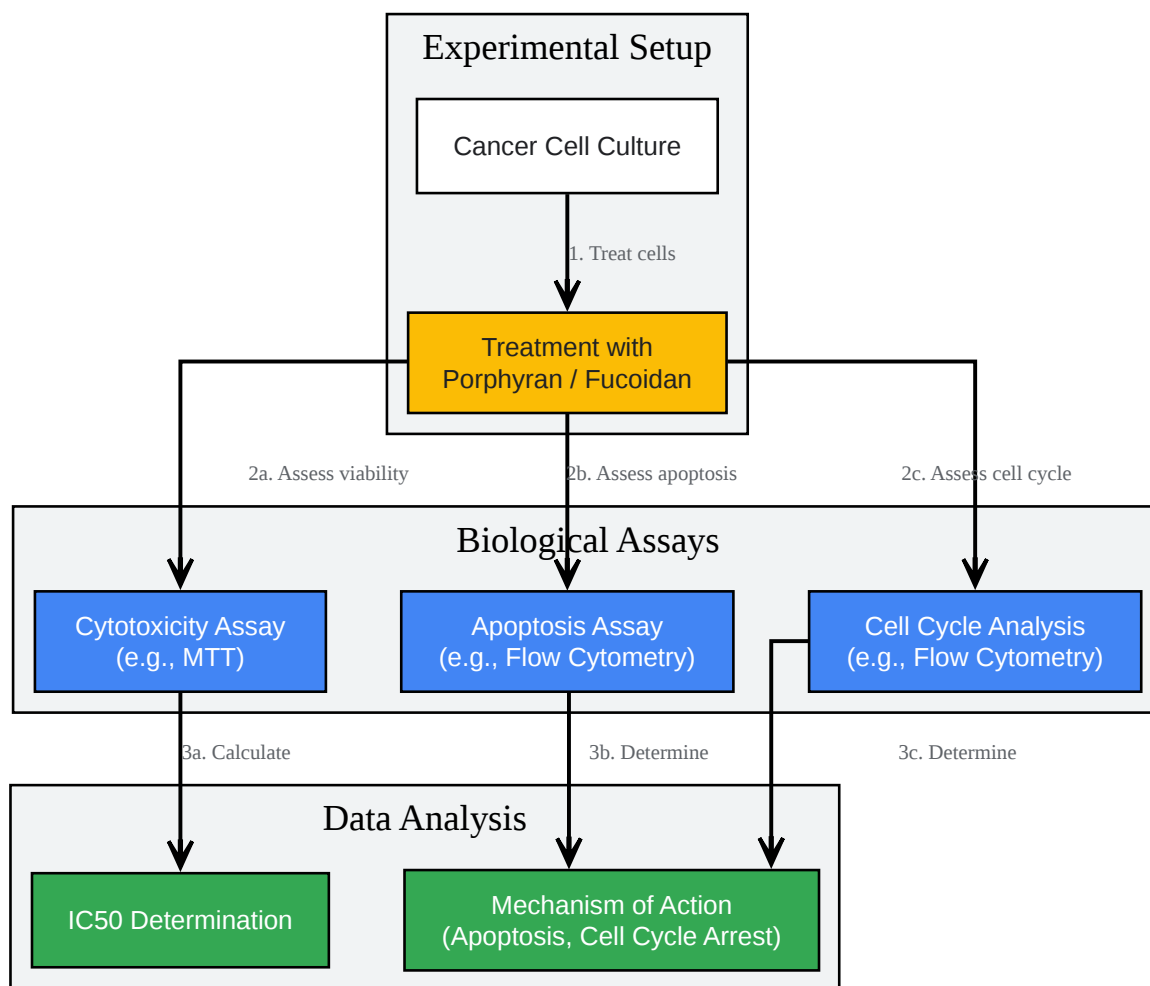 Experimental Setup
Cancer Cell Culture
1. Treat cells
Treatment with
Porphyran / Fucoidan
2a. Assess viability
2b. Assess apoptosis
2c. Assess cell cycle
Biological Assays
Cytotoxicity Assay
(e.g., MTT)
Apoptosis Assay
(e.g., Flow Cytometry)
Cell Cycle Analysis
(e.g., Flow Cytometry)
3a. Calculate
3b. Determine
3c. Determine
Data Analysis
IC50 Determination
Mechanism of Action
(Apoptosis, Cell Cycle Arrest)